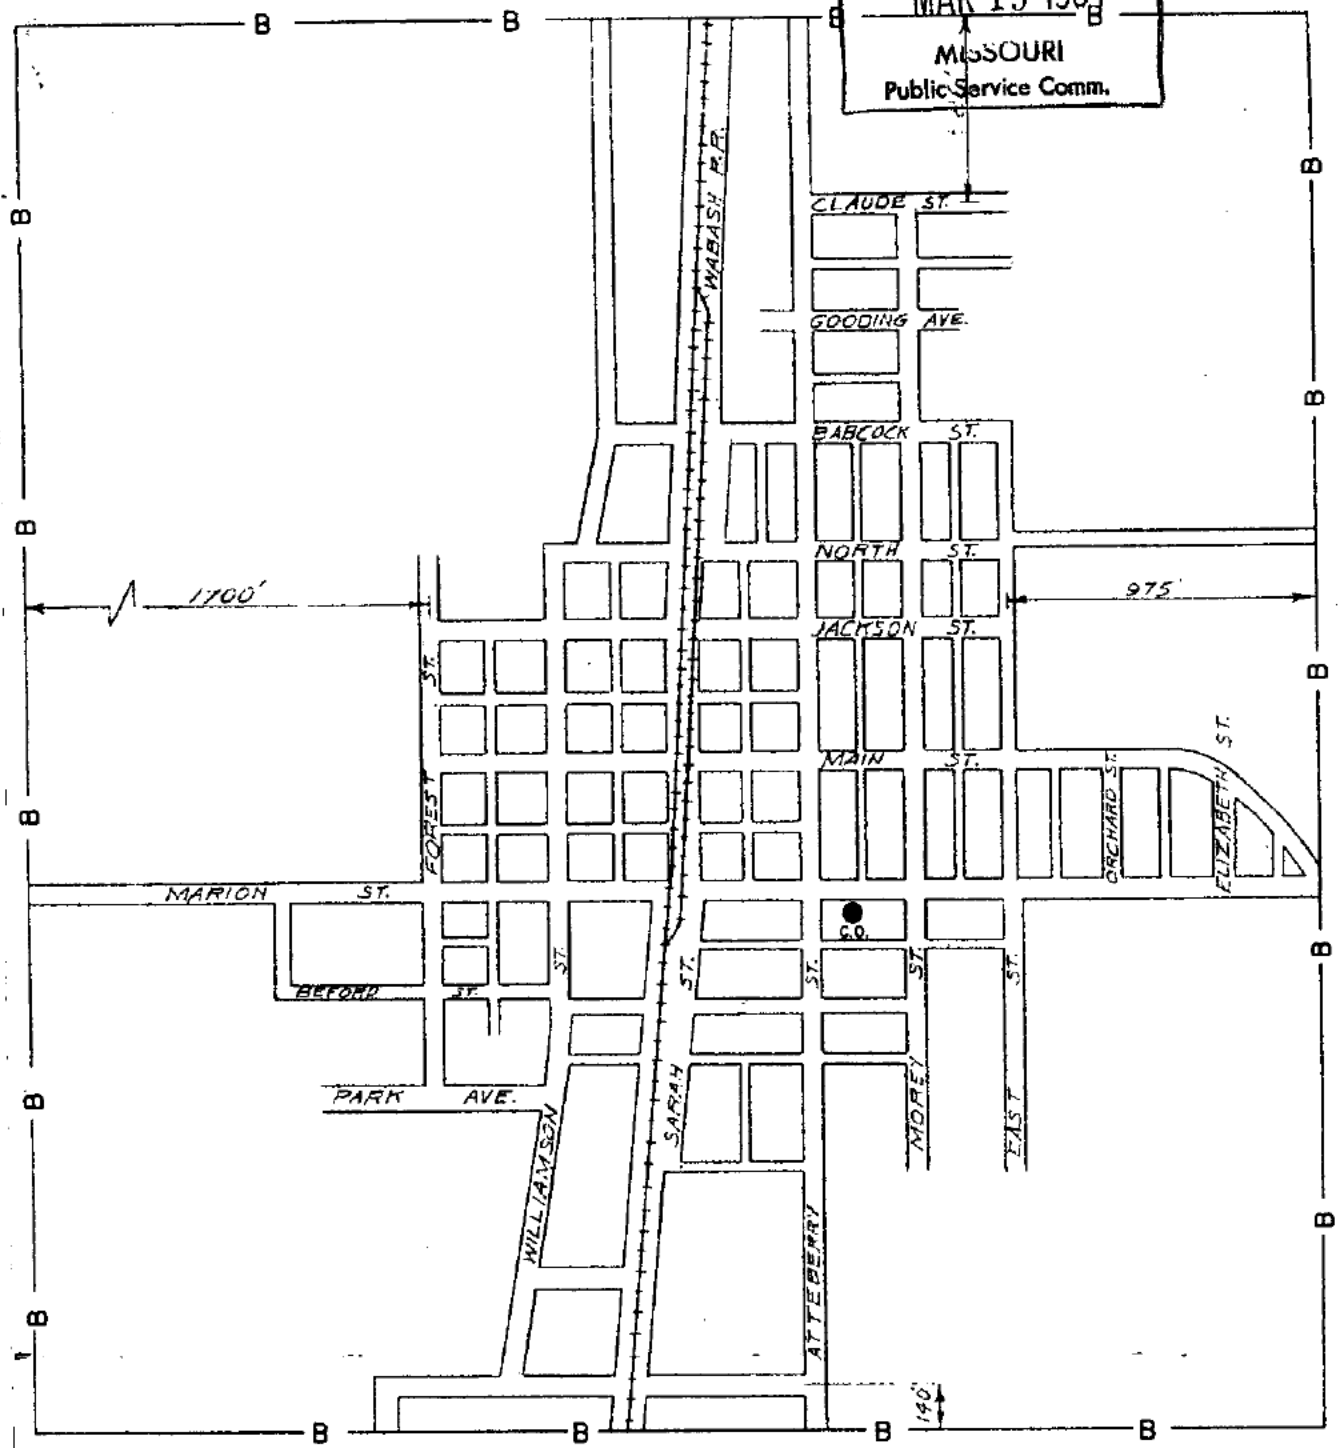 B B B B
MAR 15
MISSOURI
Public Service Comm.
B
WABASH R.R.
B
CLAUDE ST.
GOODING AVE.
B
BABCOCK ST.
B
NORTH ST.
1700'
975'
JACKSON ST.
FOREST ST.
B
MAIN ST.
ORCHARD ST.
ELIZABETH ST.
B
MARION ST.
C.O.
B
BEFORD ST.
B
PARK AVE.
WILLIAMSON ST.
SARAH ST.
ATTEBERRY ST.
MOREY ST.
EAST ST.
B
B
140'
B B B B